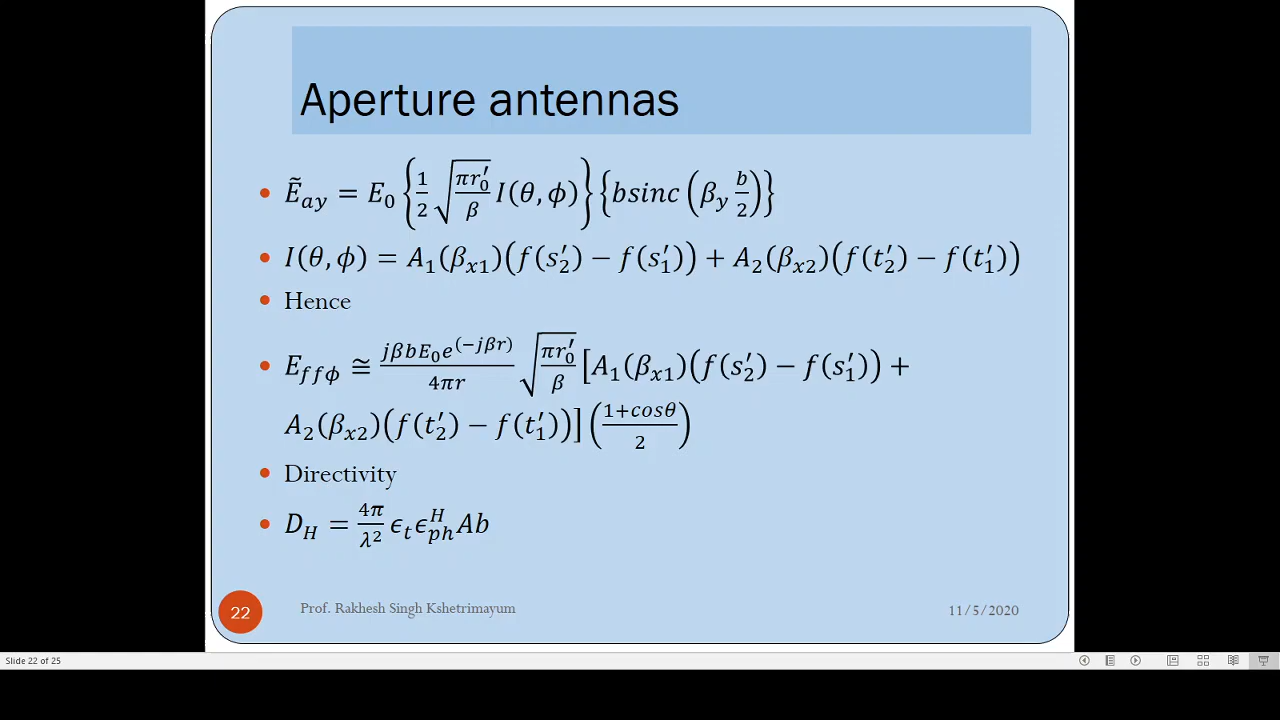 Aperture antennas
• Ẽ_ay = E_0 {1/2 √(πr′_0/β) I(θ, ϕ)} {bsinc (β_y b/2)}
• I(θ, ϕ) = A_1(β_x1)(f(s′_2) − f(s′_1)) + A_2(β_x2)(f(t′_2) − f(t′_1))
• Hence
• E_ffϕ ≅ jβbE_0e^(−jβr)/4πr √(πr′_0/β) [A_1(β_x1)(f(s′_2) − f(s′_1)) +
A_2(β_x2)(f(t′_2) − f(t′_1))] (1+cosθ/2)
• Directivity
• D_H = 4π/λ² ϵ_t ϵ_ph^H Ab
22
Prof. Rakhesh Singh Kshetrimayum
11/5/2020
Slide 22 of 25